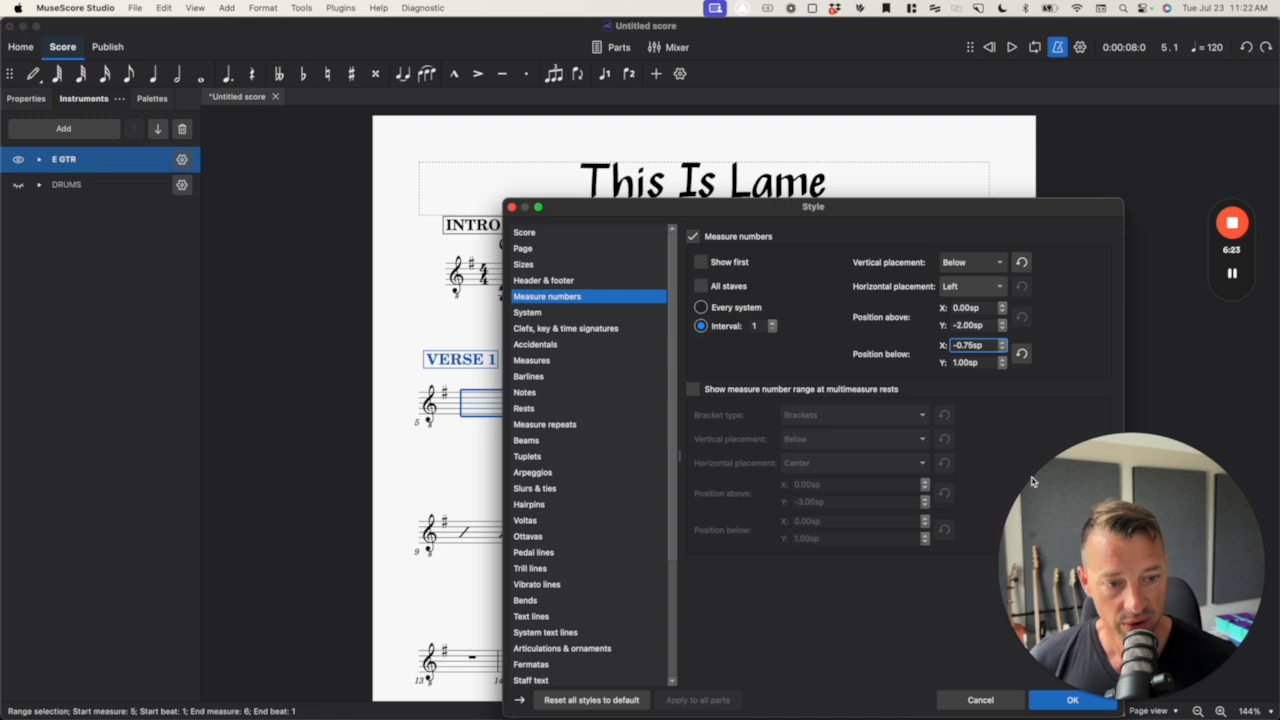 MuseScore Studio File Edit View Add Format Tools Plugins Help Diagnostic Tue Jul 23 11:22 AM
Untitled score
Home Score Publish Parts Mixer 0:00:08:0 5.1 = 120
Properties Instruments Palettes *Untitled score
Add
E GTR
DRUMS
This Is Lame
INTRO
VERSE 1
5
9
13
14
Style
Score
Page
Sizes
Header & footer
Measure numbers
System
Clefs, key & time signatures
Accidentals
Measures
Barlines
Notes
Rests
Measure repeats
Beams
Tuplets
Arpeggios
Slurs & ties
Hairpins
Voltas
Ottavas
Pedal lines
Trill lines
Vibrato lines
Bends
Text lines
System text lines
Articulations & ornaments
Fermatas
Staff text
Measure numbers
Show first Vertical placement: Below
All staves Horizontal placement: Left
Every system Position above: X: 0.00sp
Interval: 1 Y: -2.00sp
Position below: X: -0.75sp
Y: 1.00sp
Show measure number range at multimeasure rests
Bracket type: Brackets
Vertical placement: Below
Horizontal placement: Center
Position above: X: 0.00sp
Y: -3.00sp
Position below: X: 0.00sp
Y: 1.00sp
6:23
Reset all styles to default Apply to all parts Cancel OK
Range selection; Start measure: 5; Start beat: 1; End measure: 6; End beat: 1 Page view 144%